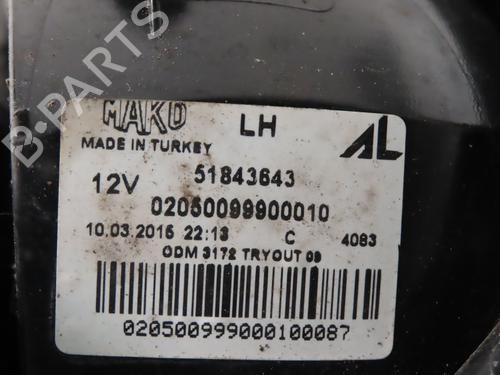 MAKO LH AL
MADE IN TURKEY
12V 51843643
02050099900010
10.03.2016 22:13 C 4083
ODM 3172 TRYOUT 09
020500999000100087
B-PARTS